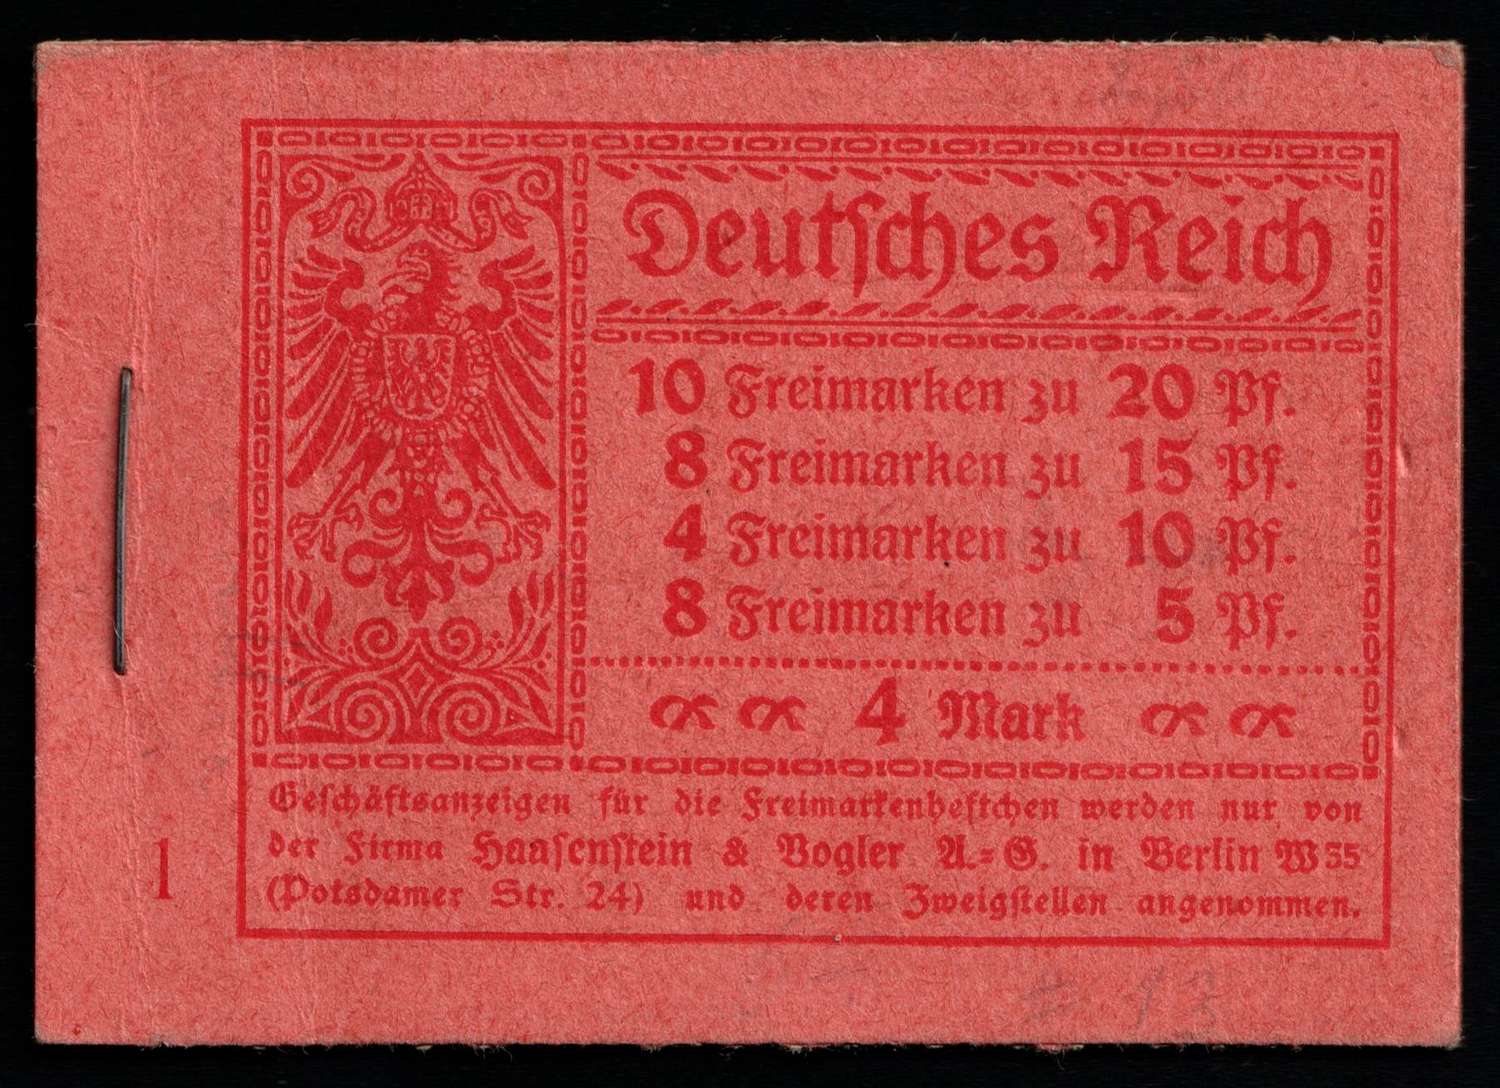 Deutsches Reich
10 Freimarken zu 20 Pf.
8 Freimarken zu 15 Pf.
4 Freimarken zu 10 Pf.
8 Freimarken zu 5 Pf.
4 Mark
Geschäftsanzeigen für die Freimarkenheftchen werden nur von
der Firma Haasenstein & Vogler A.=G. in Berlin W35
(Potsdamer Str. 24) und deren Zweigstellen angenommen.
1